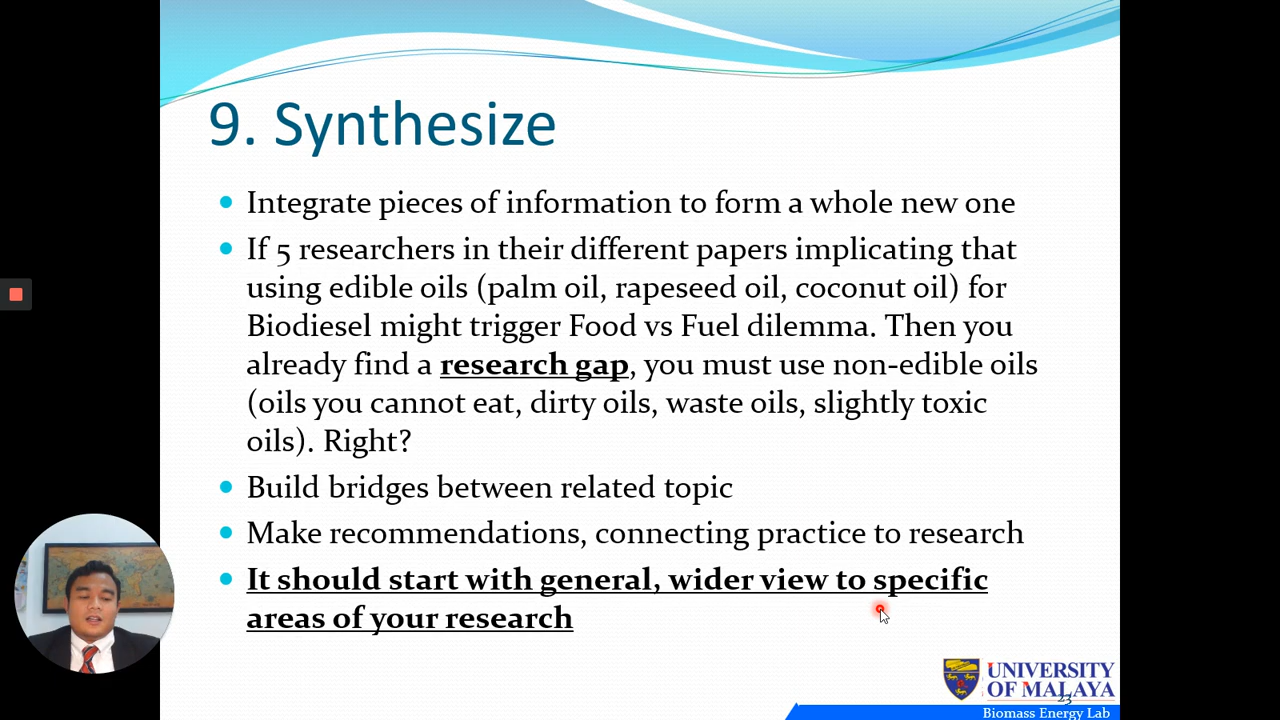 9. Synthesize
Integrate pieces of information to form a whole new one
If 5 researchers in their different papers implicating that
using edible oils (palm oil, rapeseed oil, coconut oil) for
Biodiesel might trigger Food vs Fuel dilemma. Then you
already find a research gap, you must use non-edible oils
(oils you cannot eat, dirty oils, waste oils, slightly toxic
oils). Right?
Build bridges between related topic
Make recommendations, connecting practice to research
It should start with general, wider view to specific
areas of your research
UNIVERSITY
OF MALAYA
23
Biomass Energy Lab